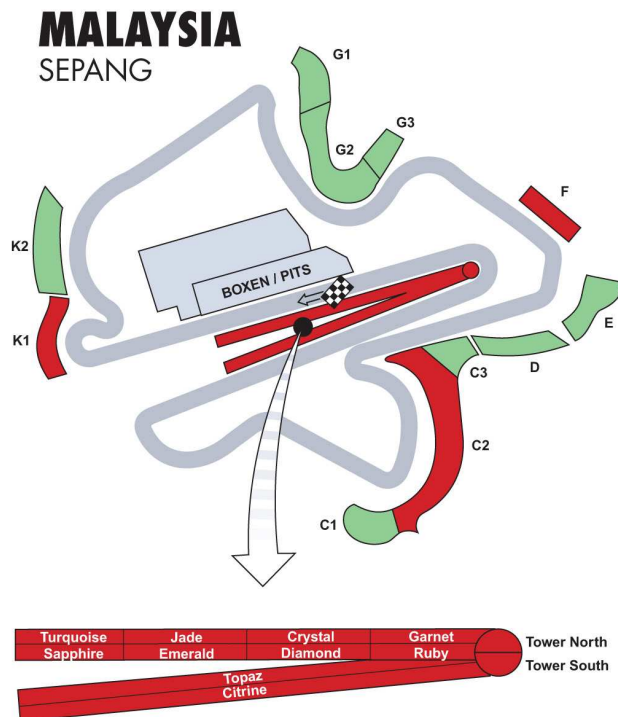 MALAYSIA
SEPANG
G1
G3
G2
F
K2
BOXEN / PITS
E
K1
D
C3
C2
C1
Turquoise Jade Crystal Garnet
Tower North
Sapphire Emerald Diamond Ruby
Tower South
Topaz
Citrine